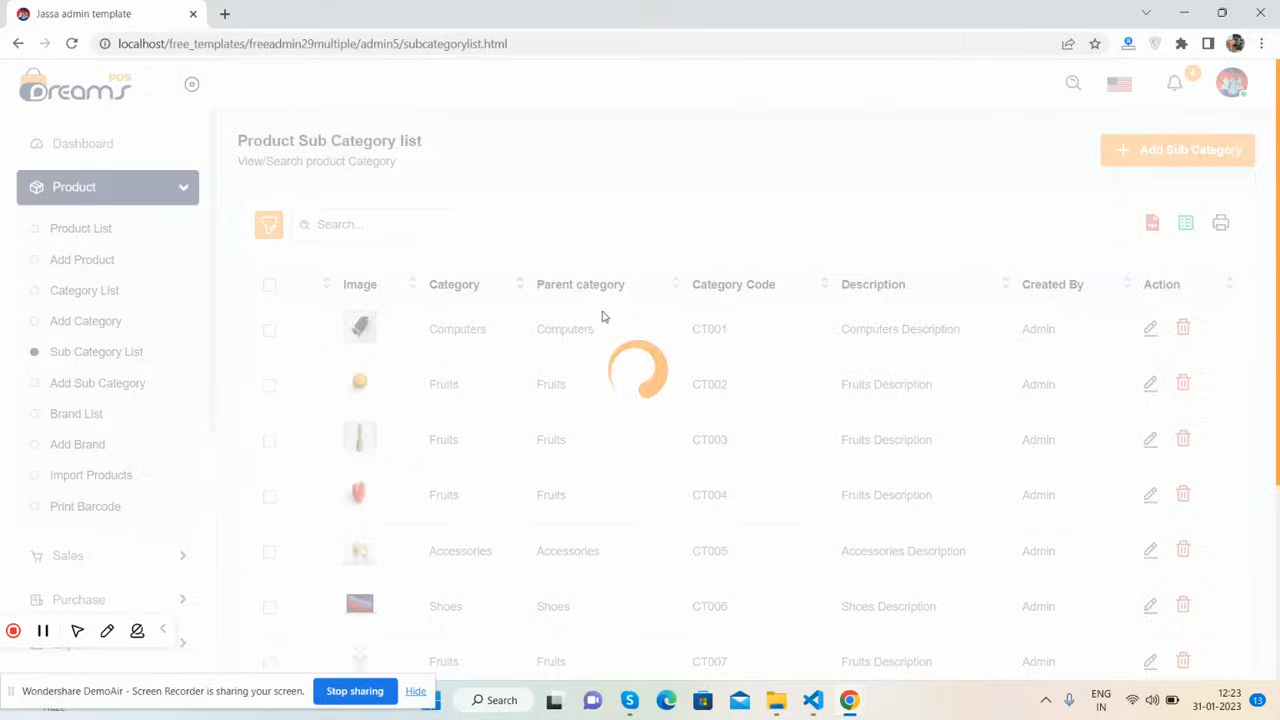 Jassa admin template
localhost/free_templates/freeadmin29multiple/admin5/subcategorylist.html
POS
Dreams
4
Dashboard
Product
Product List
Add Product
Category List
Add Category
Sub Category List
Add Sub Category
Brand List
Add Brand
Import Products
Print Barcode
Sales
Purchase
Product Sub Category list
View/Search product Category
Add Sub Category
Search...
Image Category Parent category Category Code Description Created By Action
Computers Computers CT001 Computers Description Admin
Fruits Fruits CT002 Fruits Description Admin
Fruits Fruits CT003 Fruits Description Admin
Fruits Fruits CT004 Fruits Description Admin
Accessories Accessories CT005 Accessories Description Admin
Shoes Shoes CT006 Shoes Description Admin
Fruits Fruits CT007 Fruits Description Admin
Wondershare DemoAir - Screen Recorder is sharing your screen.
Stop sharing
Hide
Search
ENG
IN
12:23
31-01-2023
13